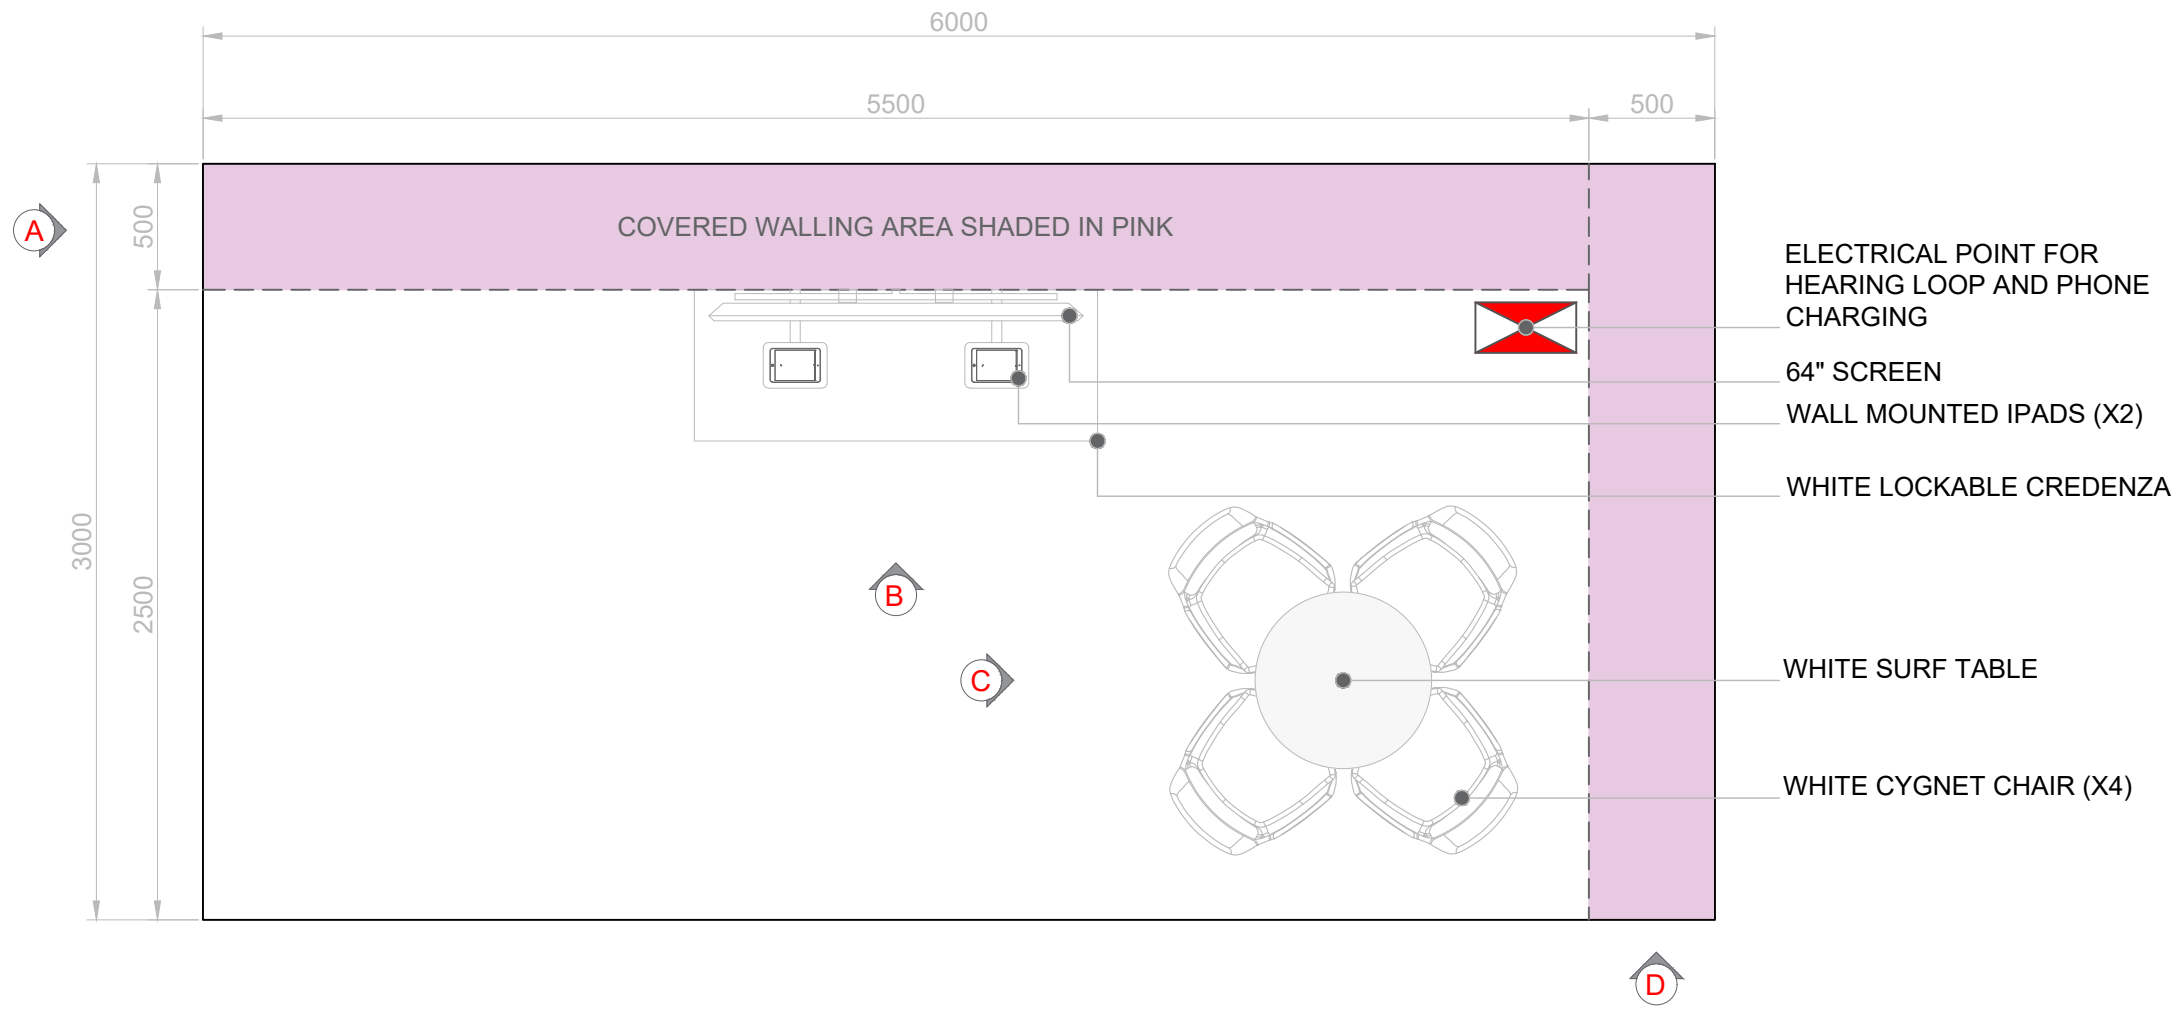 6000
5500
500
500
3000
2500
A
COVERED WALLING AREA SHADED IN PINK
ELECTRICAL POINT FOR
HEARING LOOP AND PHONE
CHARGING
64" SCREEN
WALL MOUNTED IPADS (X2)
WHITE LOCKABLE CREDENZA
B
C
WHITE SURF TABLE
WHITE CYGNET CHAIR (X4)
D